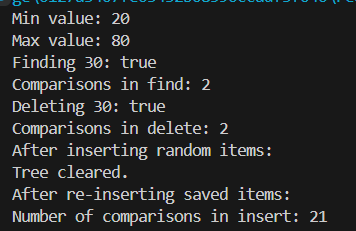 Min value: 20
Max value: 80
Finding 30: true
Comparisons in find: 2
Deleting 30: true
Comparisons in delete: 2
After inserting random items:
Tree cleared.
After re-inserting saved items:
Number of comparisons in insert: 21